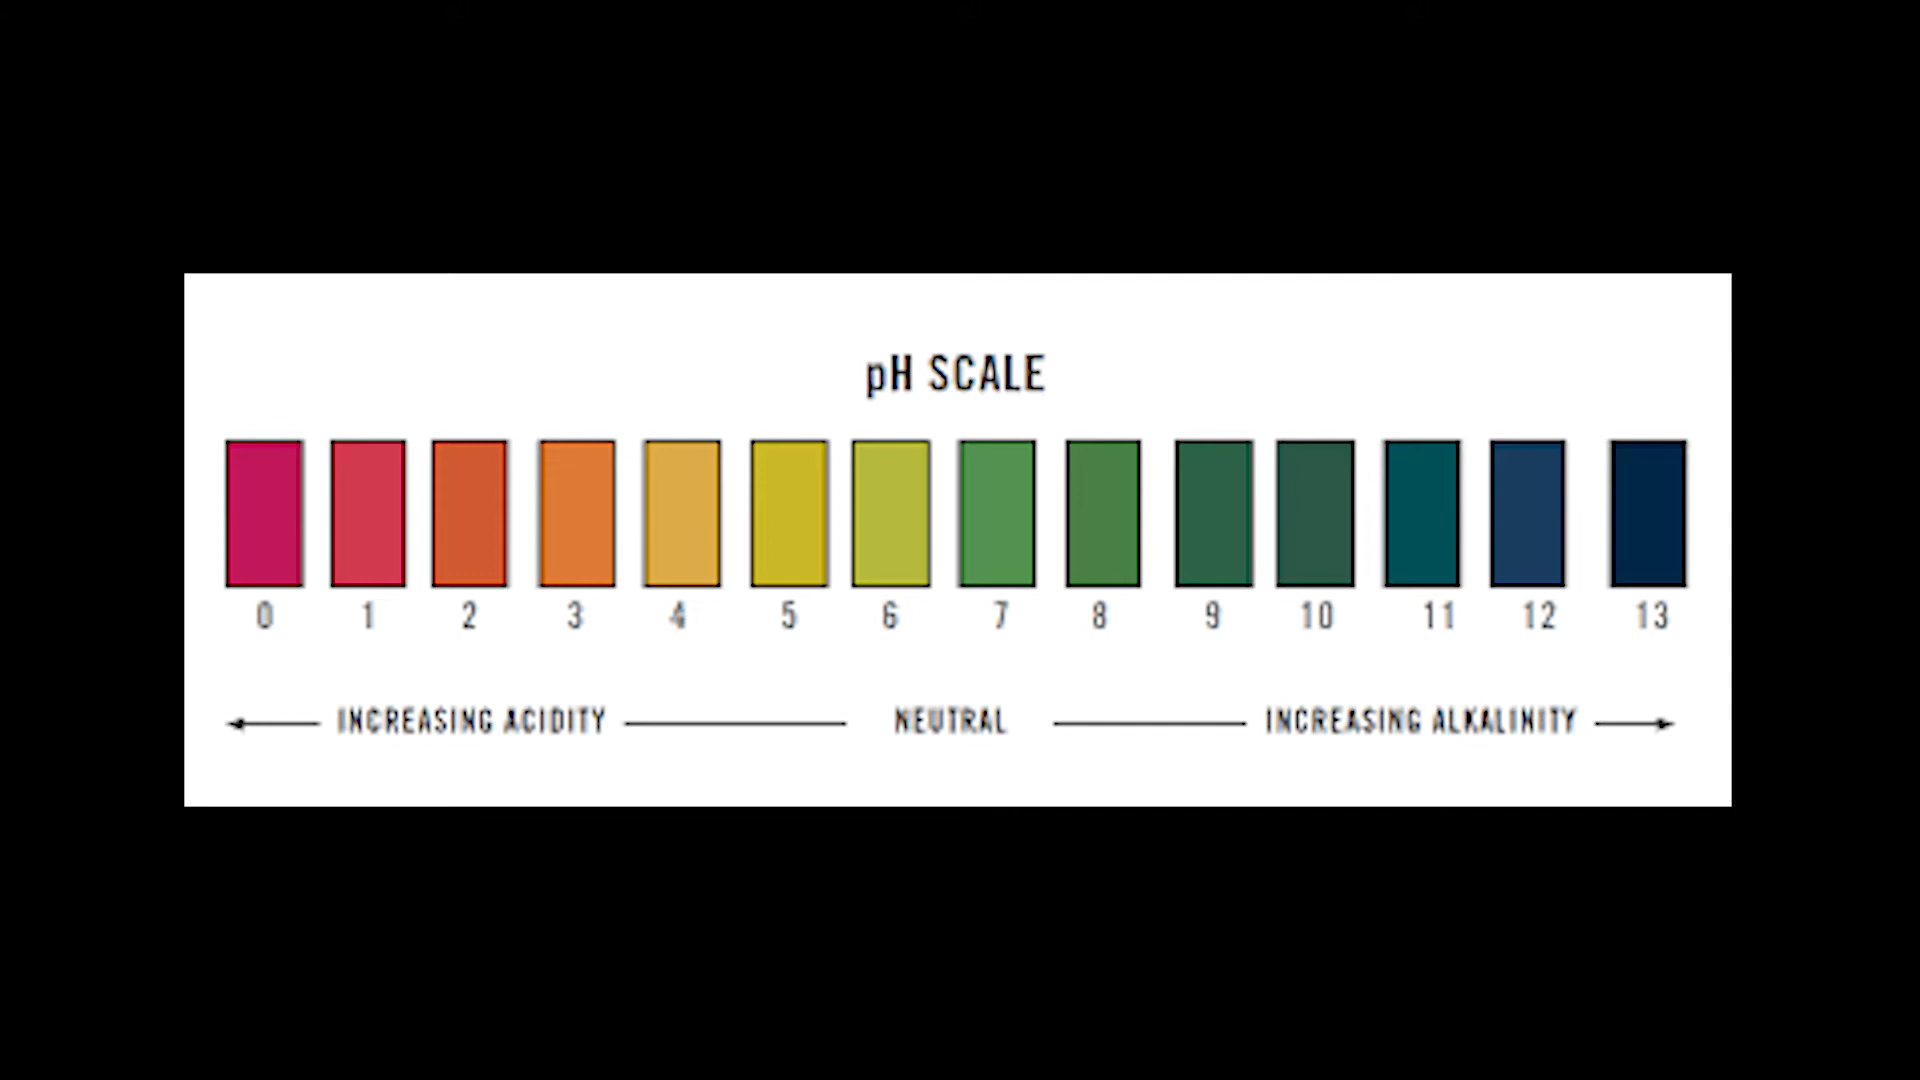 pH SCALE
0 1 2 3 4 5 6 7 8 9 10 11 12 13
INCREASING ACIDITY NEUTRAL INCREASING ALKALINITY